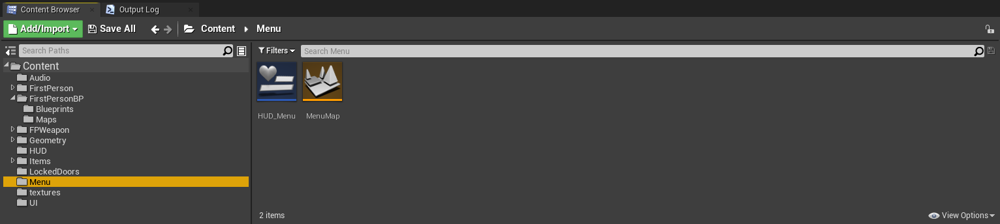 Content Browser
Output Log
Add/Import
Save All
Content
Menu
Search Paths
Filters
Search Menu
Content
Audio
FirstPerson
FirstPersonBP
Blueprints
Maps
FPWeapon
Geometry
HUD
Items
LockedDoors
Menu
textures
UI
HUD_Menu
MenuMap
2 items
View Options